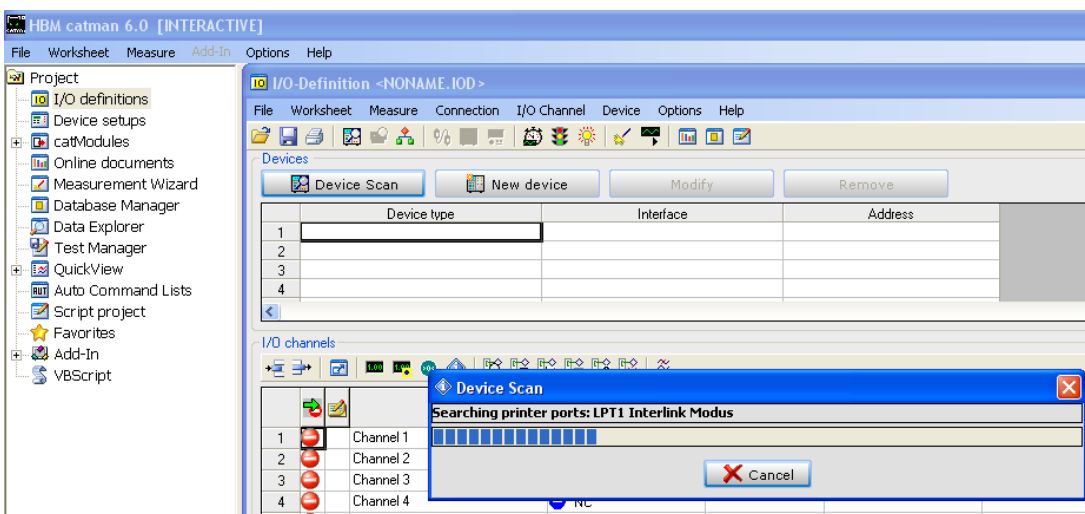 HBM catman 6.0 [INTERACTIVE]
File Worksheet Measure Add-In Options Help
Project
I/O definitions
Device setups
catModules
Online documents
Measurement Wizard
Database Manager
Data Explorer
Test Manager
QuickView
Auto Command Lists
Script project
Favorites
Add-In
VBScript
I/O-Definition <NONAME.IOD>
File Worksheet Measure Connection I/O Channel Device Options Help
Devices
Device Scan New device Modify Remove
Device type Interface Address
1
2
3
4
I/O channels
1 Channel 1
2 Channel 2
3 Channel 3
4 Channel 4 NC
Device Scan
Searching printer ports: LPT1 Interlink Modus
Cancel